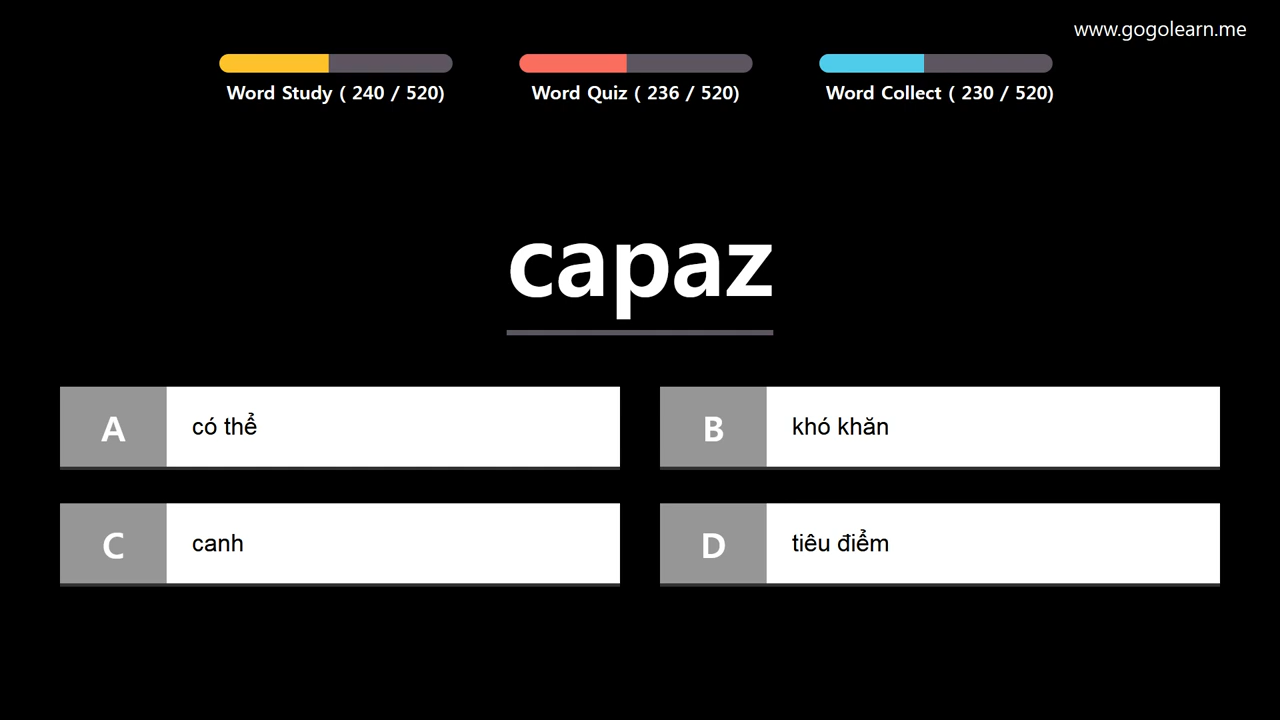 www.gogolearn.me
Word Study ( 240 / 520)
Word Quiz ( 236 / 520)
Word Collect ( 230 / 520)
capaz
A có thể
B khó khăn
C canh
D tiêu điểm